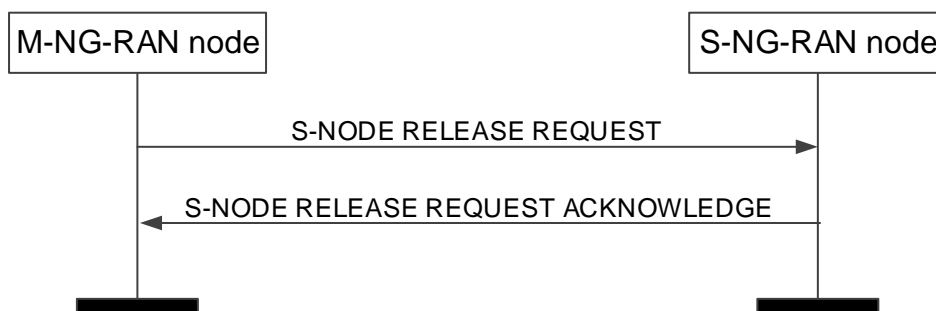 M-NG-RAN node
S-NG-RAN node
S-NODE RELEASE REQUEST
S-NODE RELEASE REQUEST ACKNOWLEDGE